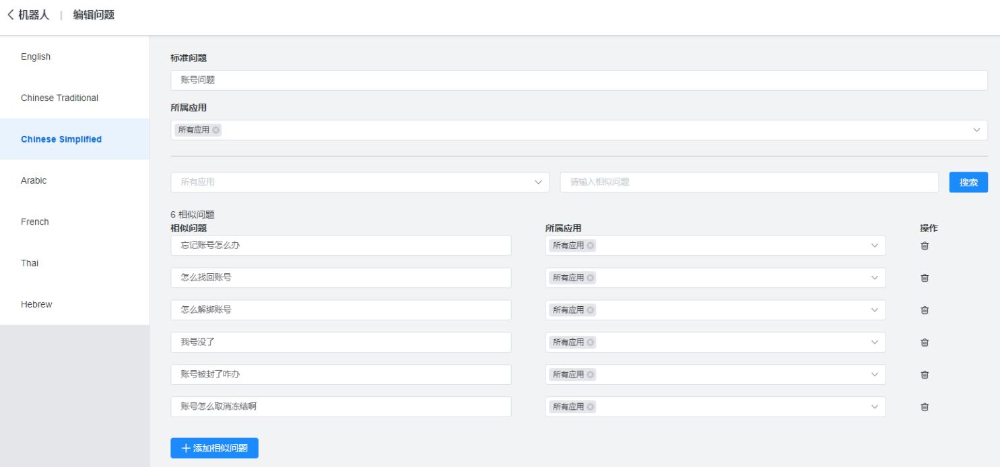 机器人 | 编辑问题
English
Chinese Traditional
Chinese Simplified
Arabic
French
Thai
Hebrew
标准问题
账号问题
所属应用
所有应用
所有应用 请输入相似问题 搜索
6 相似问题
相似问题 所属应用 操作
忘记账号怎么办 所有应用
怎么找回账号 所有应用
怎么解绑账号 所有应用
我号没了 所有应用
账号被封了咋办 所有应用
账号怎么取消冻结啊 所有应用
添加相似问题